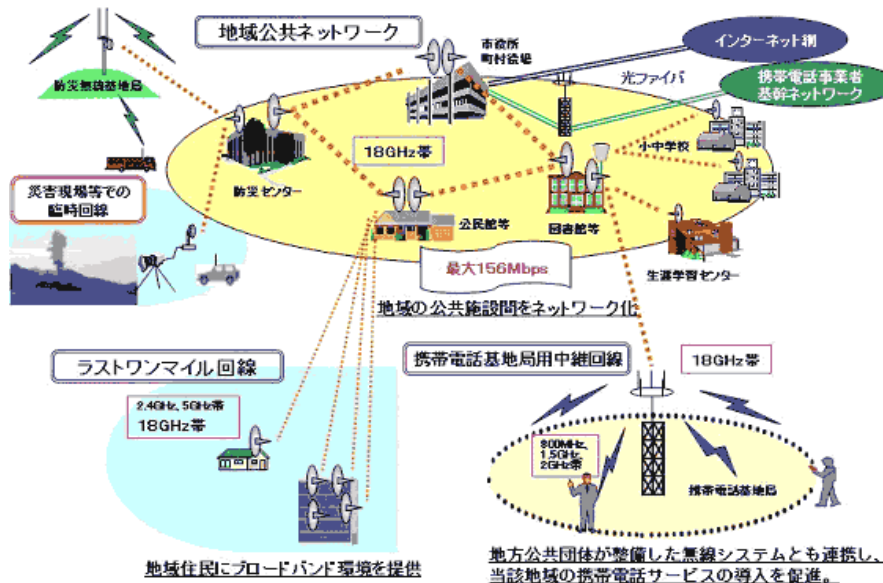 地域公共ネットワーク
市役所
町村役場
インターネット網
光ファイバ
携帯電話事業者
基幹ネットワーク
防災無線基地局
小中学校
18GHz帯
防災センター
災害現場等での
臨時回線
公民館等
図書館等
生涯学習センター
最大156Mbps
地域の公共施設間をネットワーク化
ラストワンマイル回線
携帯電話基地局用中継回線
18GHz帯
2.4GHz、5GHz帯
18GHz帯
800MHz、
1.5GHz、
2GHz帯
携帯電話基地局
地域住民にブロードバンド環境を提供
地方公共団体が整備した無線システムとも連携し、
当該地域の携帯電話サービスの導入を促進。